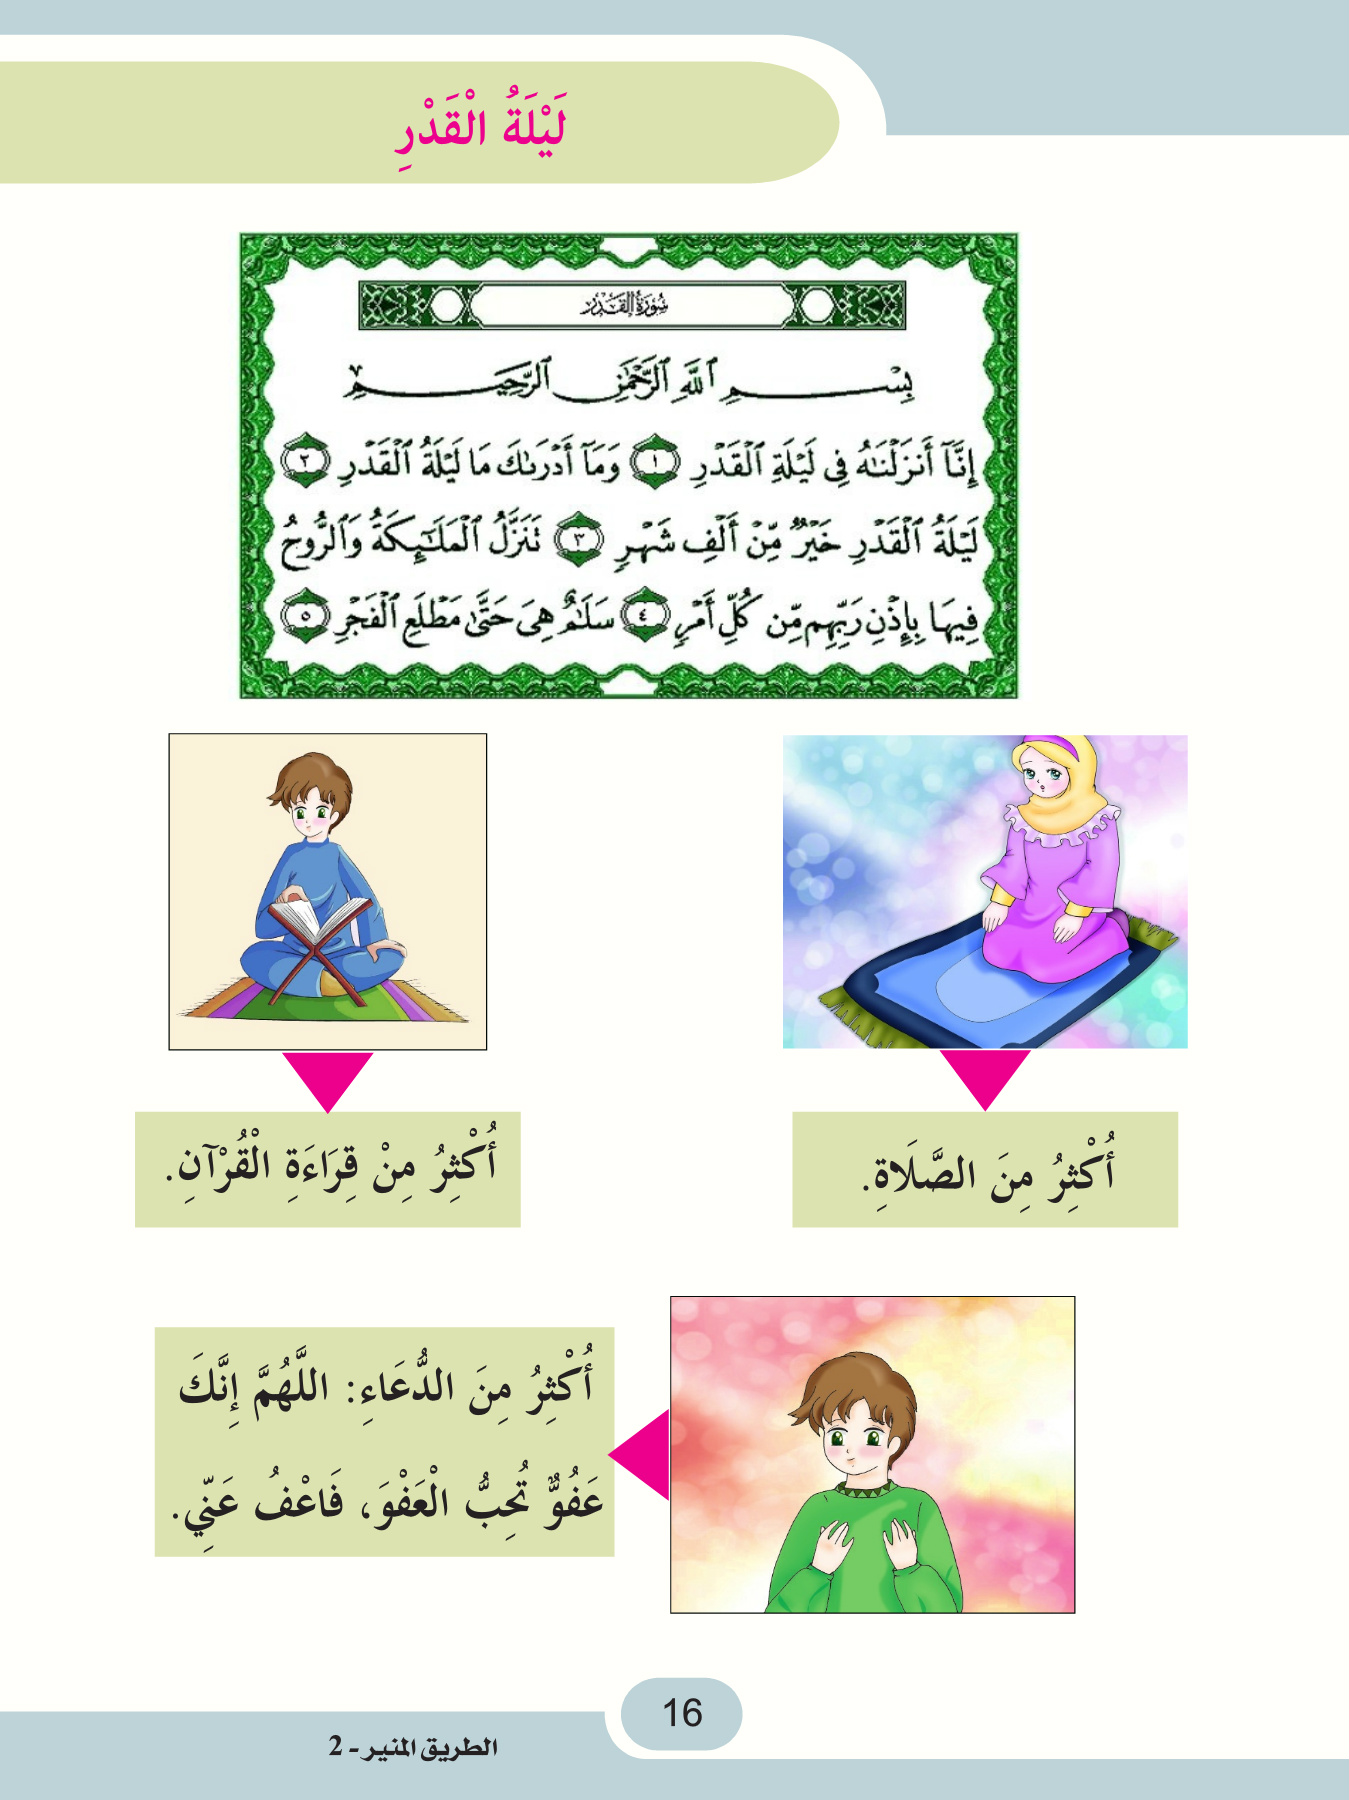 لَيْلَةُ الْقَدْرِ
سُورَةُ القَدْرِ
بِسْمِ ٱللَّهِ ٱلرَّحْمَٰنِ ٱلرَّحِيمِ
إِنَّآ أَنزَلْنَٰهُ فِى لَيْلَةِ ٱلْقَدْرِ ١ وَمَآ أَدْرَىٰكَ مَا لَيْلَةُ ٱلْقَدْرِ ٢
لَيْلَةُ ٱلْقَدْرِ خَيْرٌ مِّنْ أَلْفِ شَهْرٍ ٣ تَنَزَّلُ ٱلْمَلَٰٓئِكَةُ وَٱلرُّوحُ
فِيهَا بِإِذْنِ رَبِّهِم مِّن كُلِّ أَمْرٍ ٤ سَلَٰمٌ هِىَ حَتَّىٰ مَطْلَعِ ٱلْفَجْرِ ٥
أُكْثِرُ مِنَ الصَّلَاةِ.
أُكْثِرُ مِنْ قِرَاءَةِ الْقُرْآنِ.
أُكْثِرُ مِنَ الدُّعَاءِ: اللَّهُمَّ إِنَّكَ
عَفُوٌّ تُحِبُّ الْعَفْوَ، فَاعْفُ عَنِّي.
16
الطريق المنير - 2